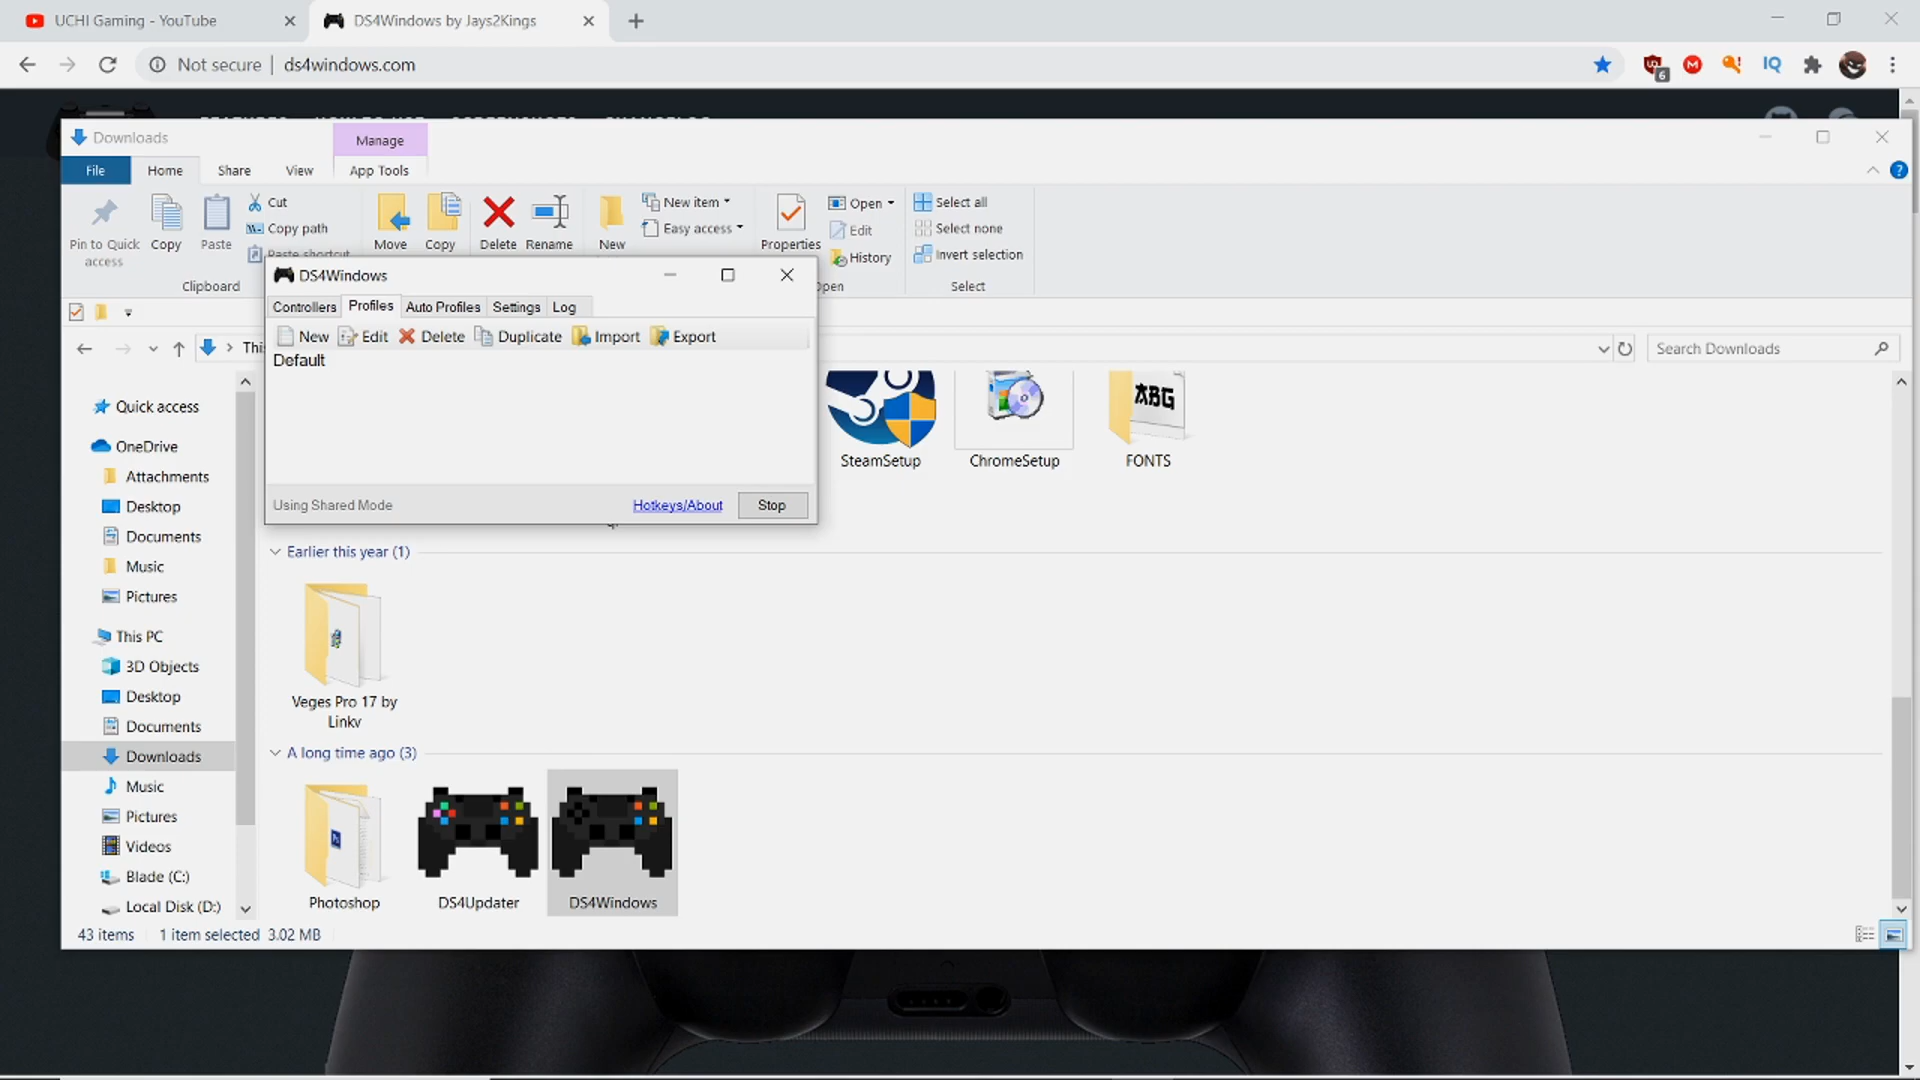 UCHI Gaming - YouTube
DS4Windows by Jays2Kings
Not secure
ds4windows.com
6
IQ
Downloads
Manage
File
Home
Share
View
App Tools
Pin to Quick access
Copy
Paste
Cut
Copy path
Paste shortcut
Clipboard
Move
Copy
Delete
Rename
New
New item
Easy access
Properties
Open
Edit
History
Open
Select all
Select none
Invert selection
Select
DS4Windows
Controllers
Profiles
Auto Profiles
Settings
Log
New
Edit
Delete
Duplicate
Import
Export
Default
Using Shared Mode
Hotkeys/About
Stop
Search Downloads
Quick access
OneDrive
Attachments
Desktop
Documents
Music
Pictures
This PC
3D Objects
Desktop
Documents
Downloads
Music
Pictures
Videos
Blade (C:)
Local Disk (D:)
SteamSetup
ChromeSetup
FONTS
Earlier this year (1)
Veges Pro 17 by
Linkv
A long time ago (3)
Photoshop
DS4Updater
DS4Windows
43 items
1 item selected
3.02 MB